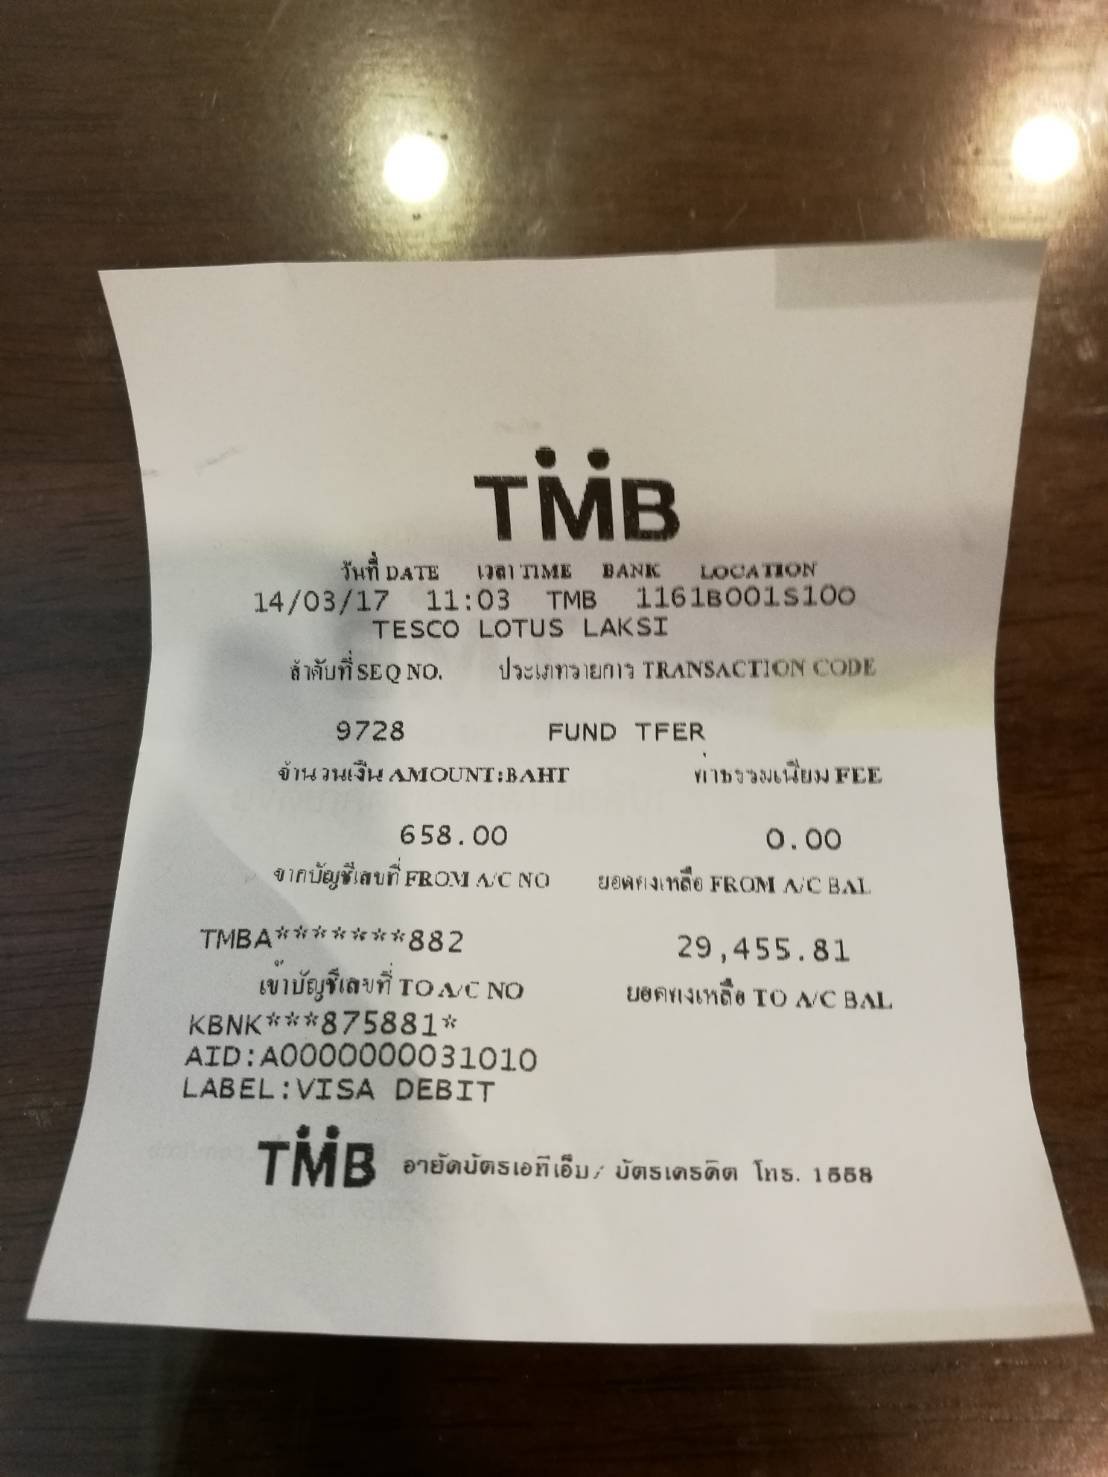 TMB
วันที่ DATE เวลา TIME BANK LOCATION
14/03/17 11:03 TMB 1161B001S100
TESCO LOTUS LAKSI
ลำดับที่ SEQ NO. ประเภทรายการ TRANSACTION CODE
9728 FUND TFER
จำนวนเงิน AMOUNT:BAHT ค่าธรรมเนียม FEE
658.00 0.00
จากบัญชีเลขที่ FROM A/C NO ยอดคงเหลือ FROM A/C BAL
TMBA*******882 29,455.81
เข้าบัญชีเลขที่ TO A/C NO ยอดคงเหลือ TO A/C BAL
KBNK***875881*
AID:A0000000031010
LABEL:VISA DEBIT
TMB อายัดบัตรเอทีเอ็ม/ บัตรเครดิต โทร. 1558